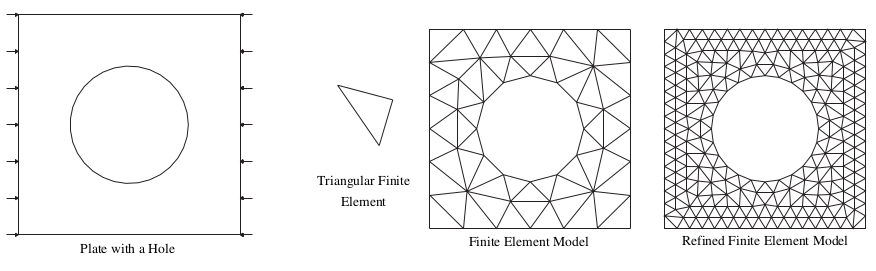 Plate with a Hole
Triangular Finite
Element
Finite Element Model
Refined Finite Element Model